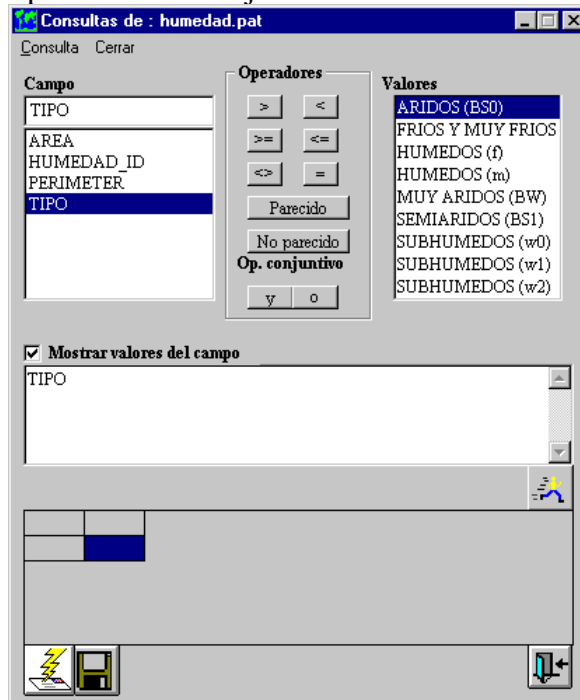 Consultas de : humedad.pat
Consulta Cerrar
Campo
TIPO
AREA
HUMEDAD_ID
PERIMETER
TIPO
Operadores
> <
>= <=
<> =
Parecido
No parecido
Op. conjuntivo
y o
Valores
ARIDOS (BS0)
FRIOS Y MUY FRIOS
HUMEDOS (f)
HUMEDOS (m)
MUY ARIDOS (BW)
SEMIARIDOS (BS1)
SUBHUMEDOS (w0)
SUBHUMEDOS (w1)
SUBHUMEDOS (w2)
Mostrar valores del campo
TIPO